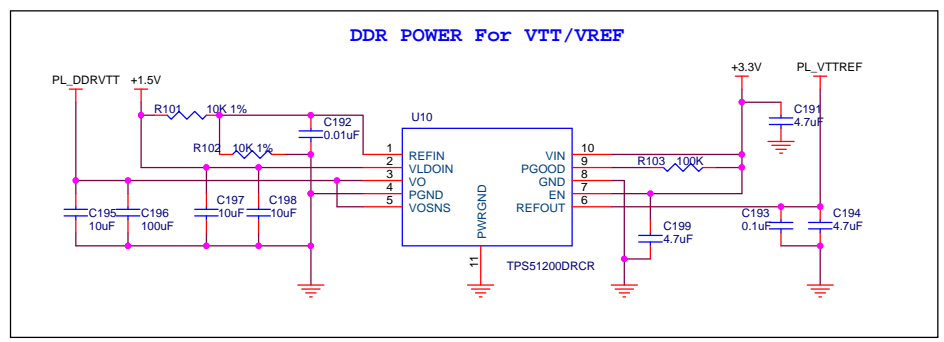 DDR POWER For VTT/VREF
PL_DDRVTT
+1.5V
+3.3V
PL_VTTREF
R101
10K 1%
C192
0.01uF
U10
C191
4.7uF
R102
10K 1%
1
REFIN
VIN
10
2
VLDOIN
PGOOD
9
R103
100K
3
VO
GND
8
4
PGND
EN
7
5
VOSNS
REFOUT
6
PWRGND
11
C195
10uF
C196
100uF
C197
10uF
C198
10uF
C199
4.7uF
C193
0.1uF
C194
4.7uF
TPS51200DRCR